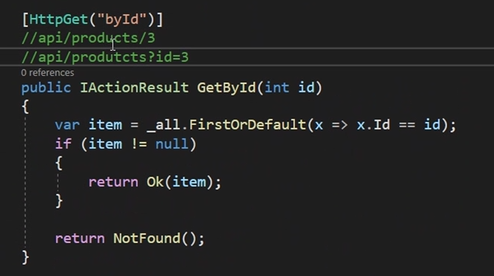 [HttpGet("byId")]
//api/products/3
//api/produtcts?id=3
0 references
public IActionResult GetById(int id)
{
var item = _all.FirstOrDefault(x => x.Id == id);
if (item != null)
{
return Ok(item);
}
return NotFound();
}